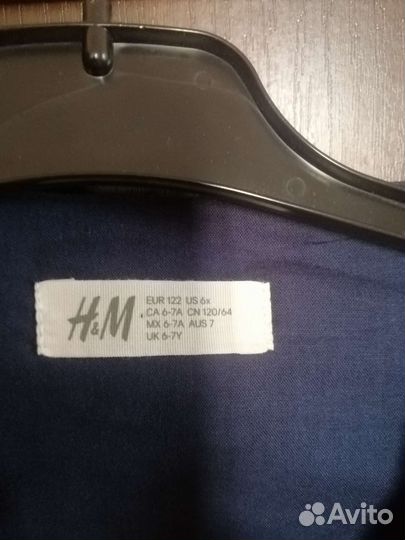 H&M
EUR 122 US 6x
CA 6-7A CN 120/64
MX 6-7A AUS 7
UK 6-7Y
Avito